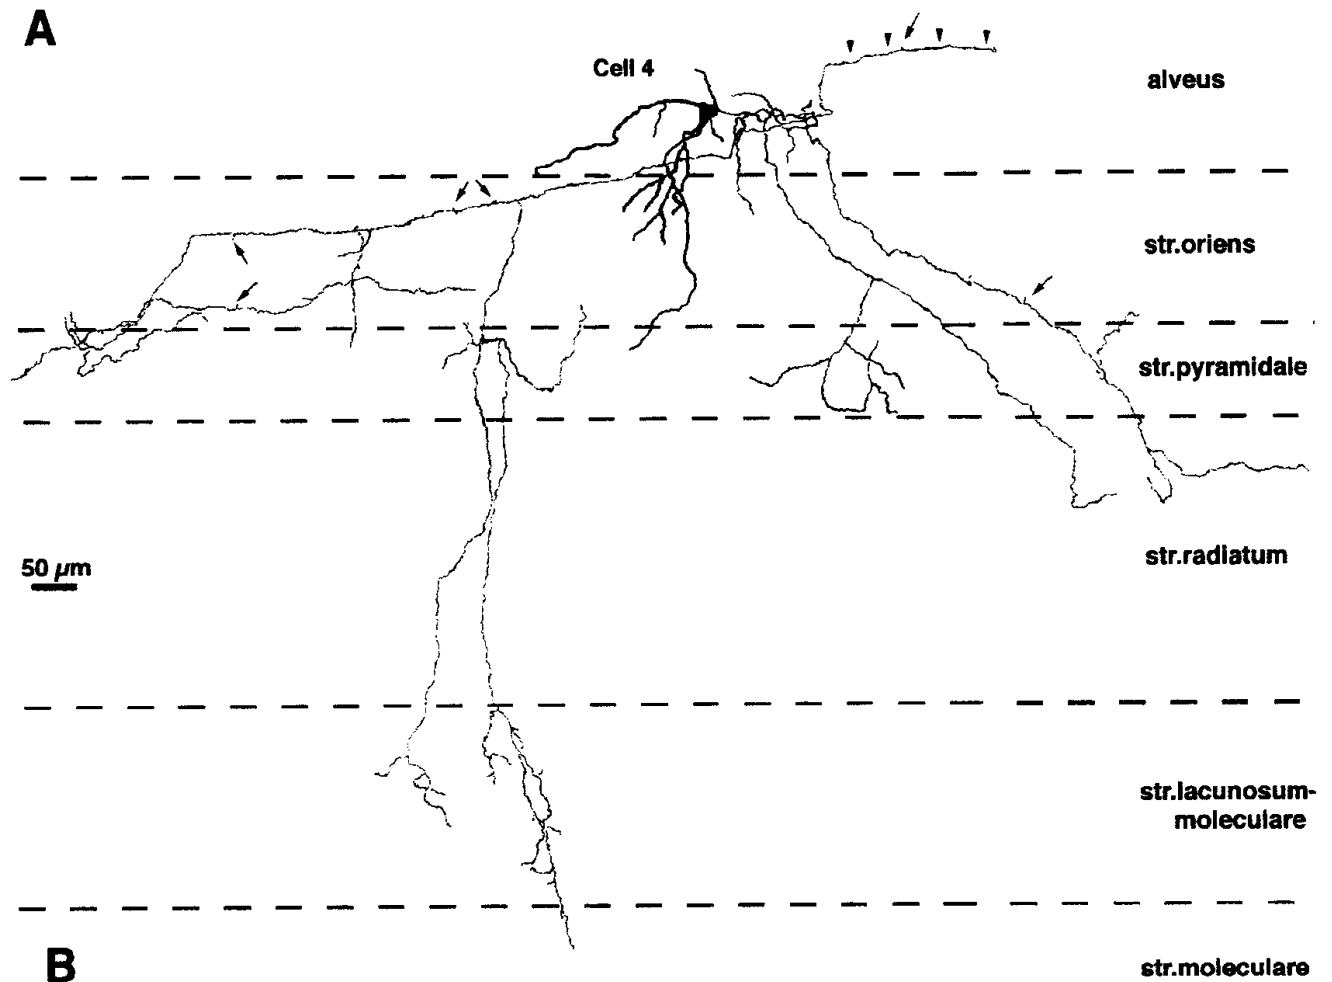 A
Cell 4
alveus
str.oriens
str.pyramidale
50 µm
str.radiatum
str.lacunosum-
moleculare
B
str.moleculare